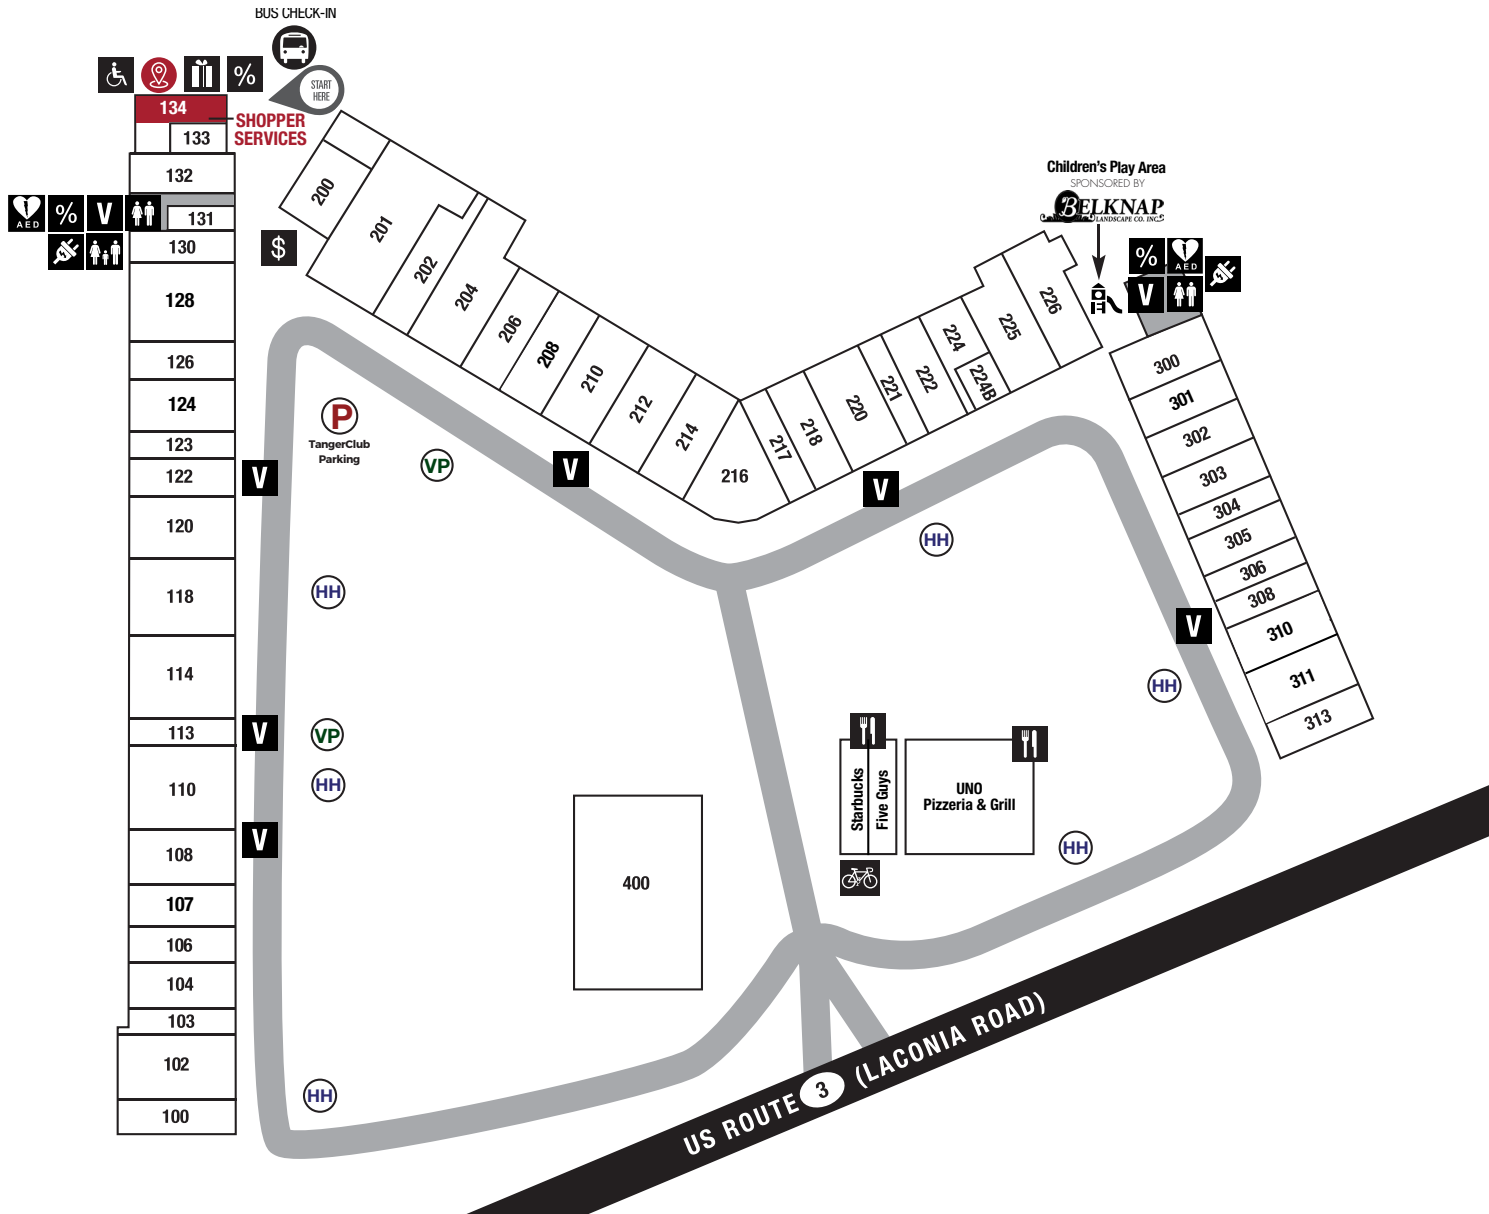 BUS CHECK-IN
START
HERE
%
134
SHOPPER
SERVICES
133
132
AED
%
V
131
130
128
126
124
123
122
120
118
114
113
110
108
107
106
104
103
102
100
$
200
201
202
204
206
208
210
212
214
216
217
218
220
221
222
224
224B
225
226
Children's Play Area
SPONSORED BY
BELKNAP
LANDSCAPE CO. INC.
%
AED
V
300
301
302
303
304
305
306
308
310
311
313
P
TangerClub
Parking
VP
V
V
V
HH
HH
V
HH
V
VP
HH
V
HH
HH
V
400
Starbucks
Five Guys
UNO
Pizzeria & Grill
US ROUTE 3 (LACONIA ROAD)